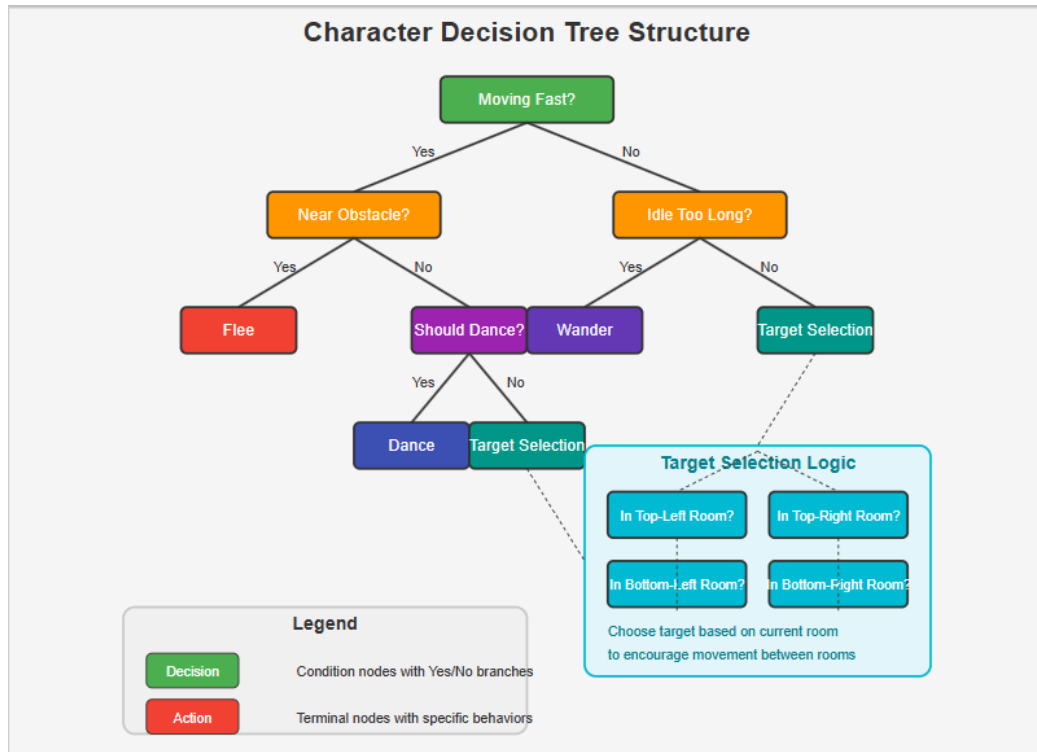 Character Decision Tree Structure
Moving Fast?
Yes
No
Near Obstacle?
Idle Too Long?
Yes
No
Yes
No
Flee
Should Dance?
Wander
Target Selection
Yes
No
Dance
Target Selection
Target Selection Logic
In Top-Left Room?
In Top-Right Room?
In Bottom-Left Room?
In Bottom-Right Room?
Choose target based on current room
to encourage movement between rooms
Legend
Decision
Condition nodes with Yes/No branches
Action
Terminal nodes with specific behaviors